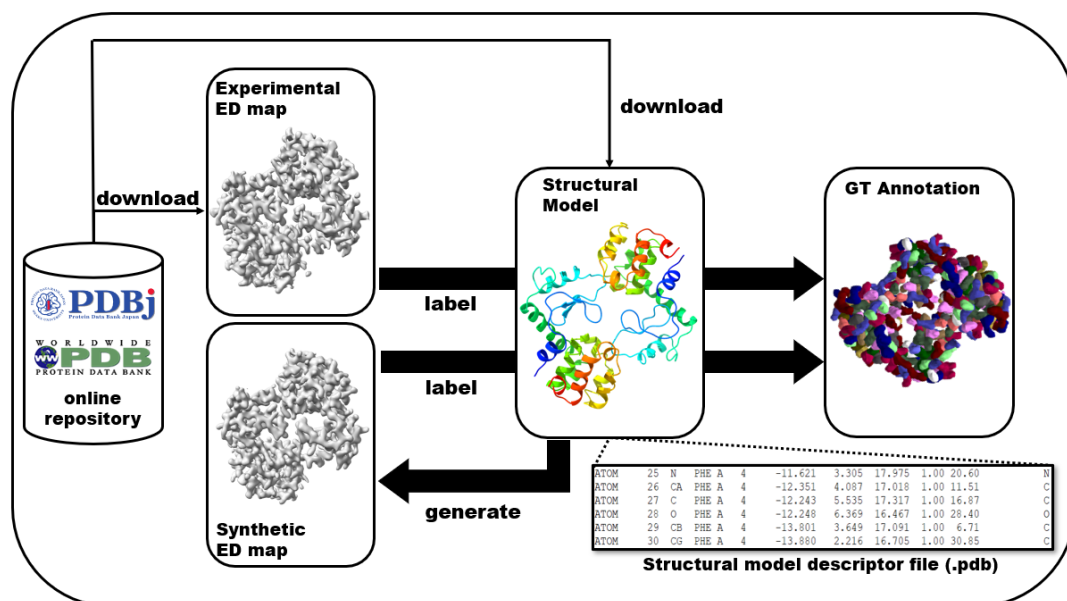 Experimental
ED map
download
download
Structural
Model
GT Annotation
PDBj
Protein Data Bank Japan
WORLDWIDE
PDB
PROTEIN DATA BANK
online
repository
label
label
generate
Synthetic
ED map
ATOM 25 N PHE A 4 -11.621 3.305 17.975 1.00 20.60 N
ATOM 26 CA PHE A 4 -12.351 4.087 17.018 1.00 11.51 C
ATOM 27 C PHE A 4 -12.243 5.535 17.317 1.00 16.87 C
ATOM 28 O PHE A 4 -12.248 6.369 16.467 1.00 28.40 O
ATOM 29 CB PHE A 4 -13.801 3.649 17.091 1.00 6.71 C
ATOM 30 CG PHE A 4 -13.880 2.216 16.705 1.00 30.85 C
Structural model descriptor file (.pdb)